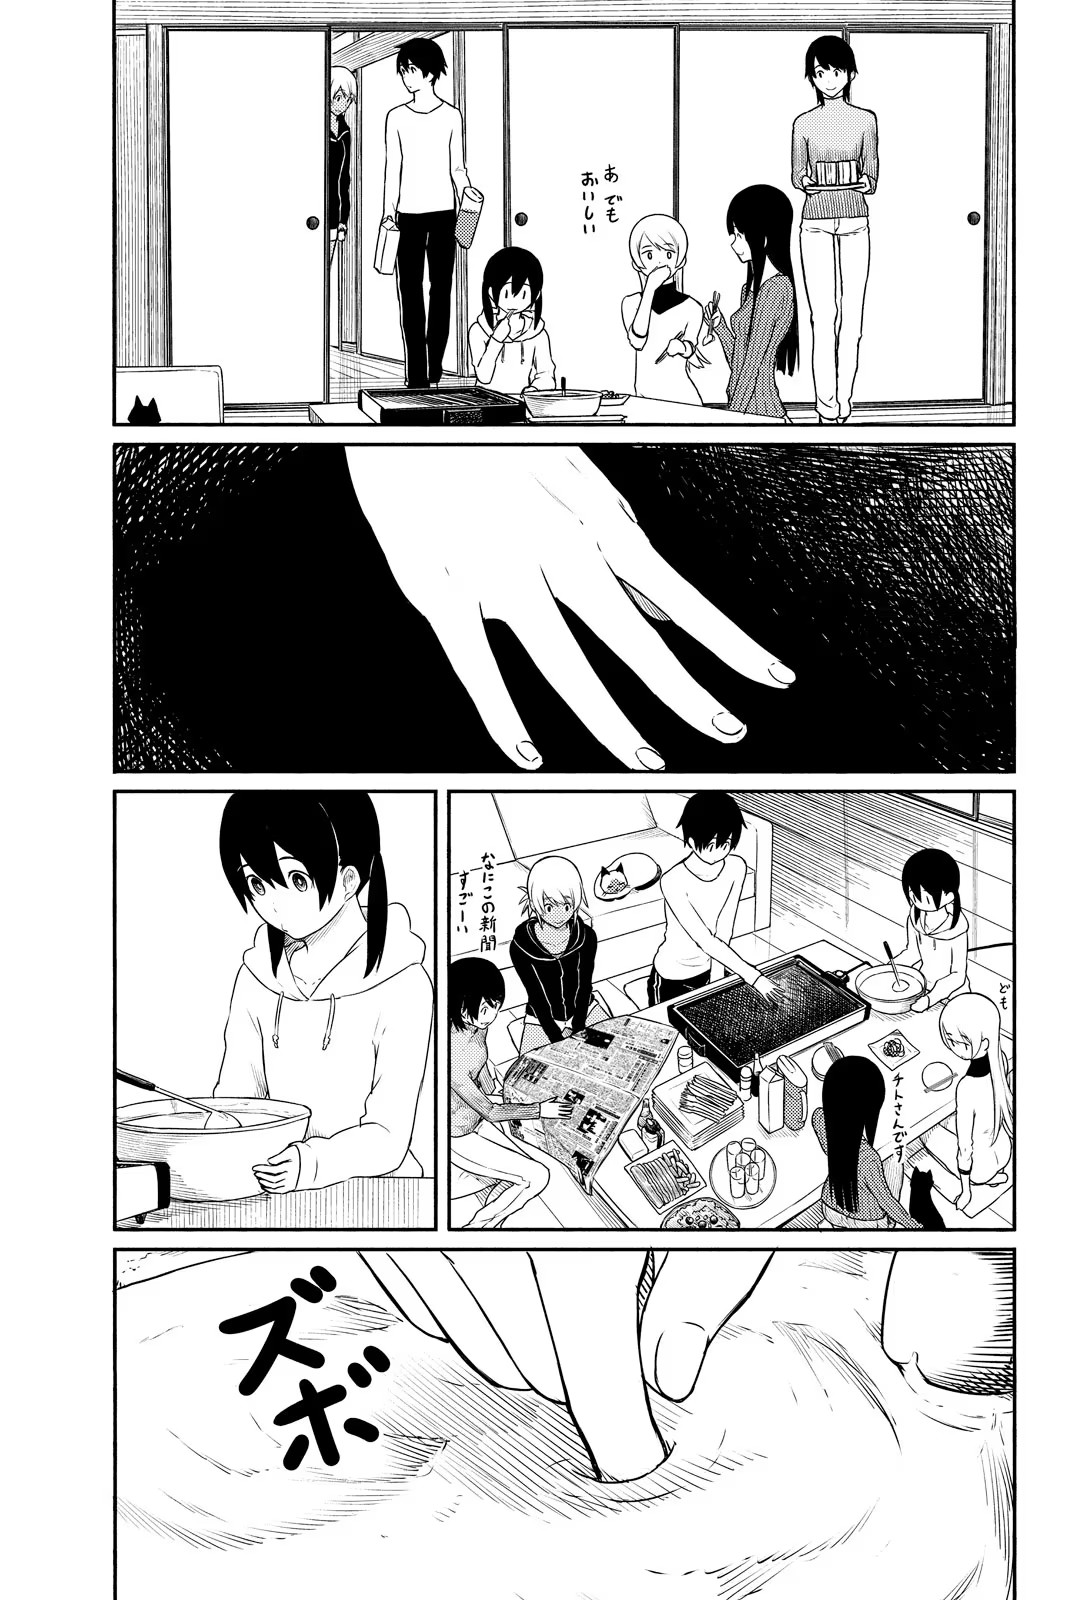 あ でも
おいしい
なにこの新聞
すごーい
ども
チトさんです
ズボ